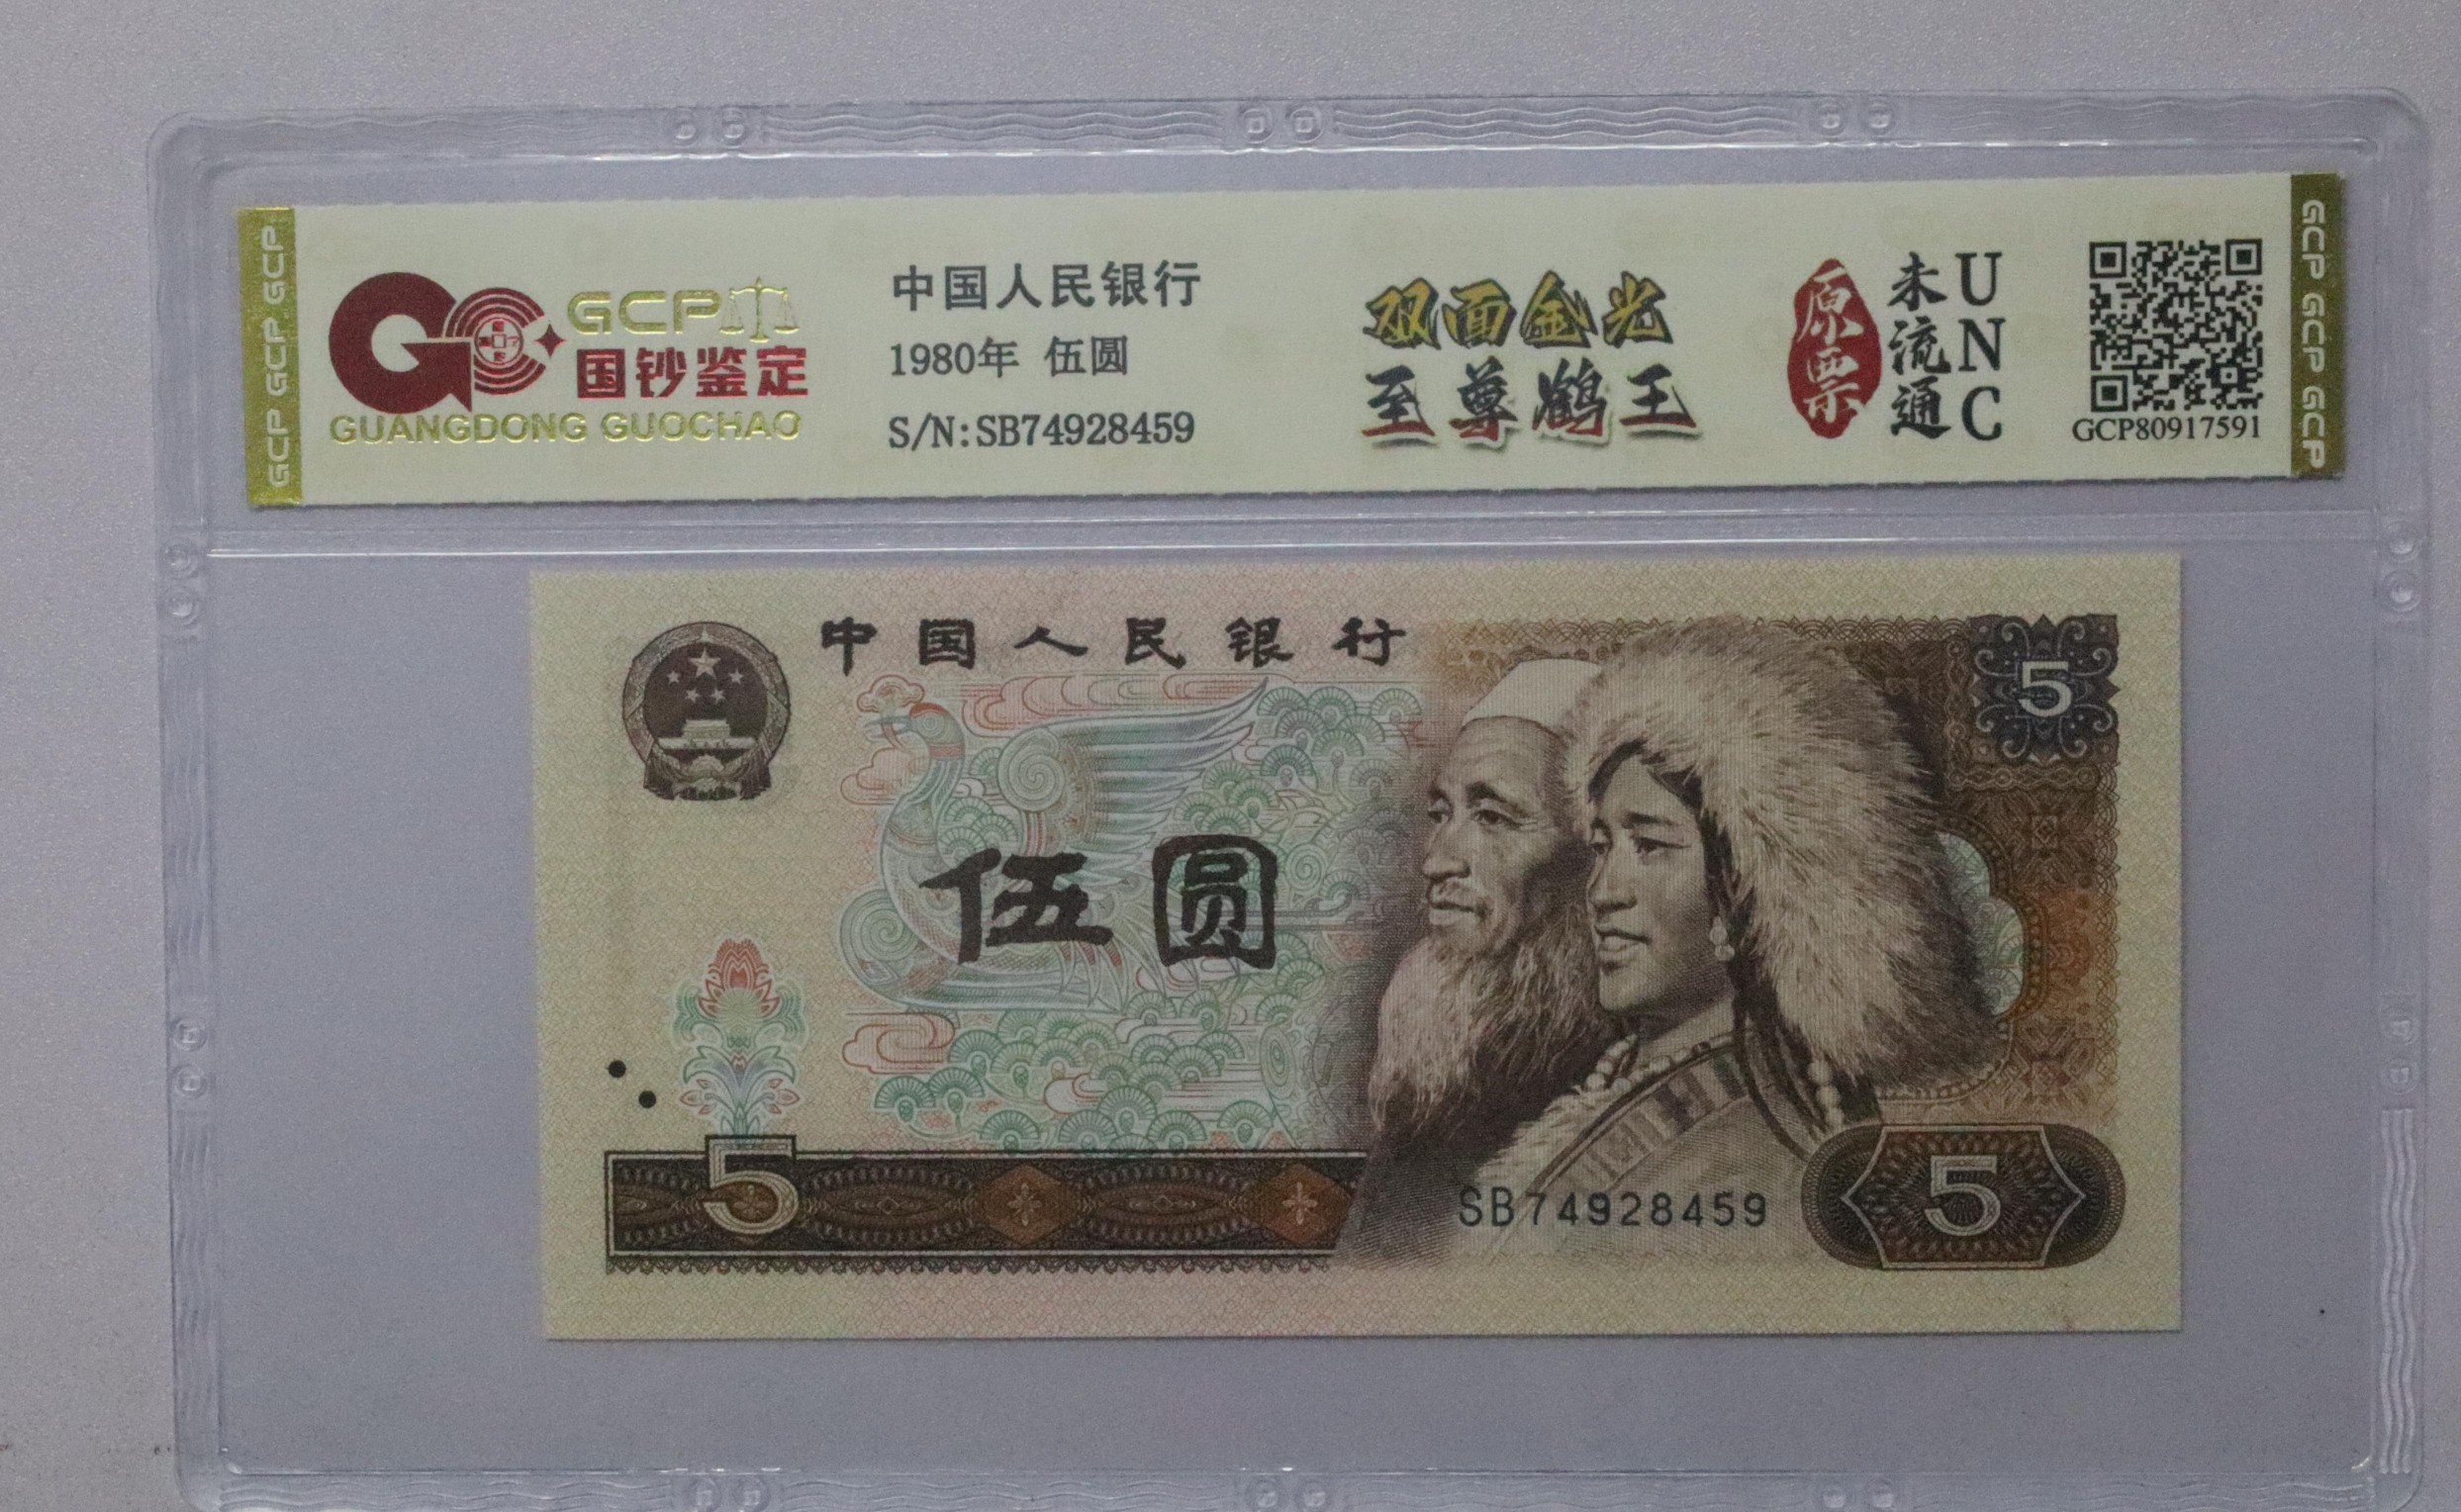 GCP GCP GCP
GCP
国钞鉴定
GUANGDONG GUOCHAO
中国人民银行
1980年 伍圆
S/N:SB74928459
双面金光
至尊鹤王
原票
未流通
UNC
GCP80917591
GCP GCP GCP
中国人民银行
5
伍圆
5
SB74928459
5